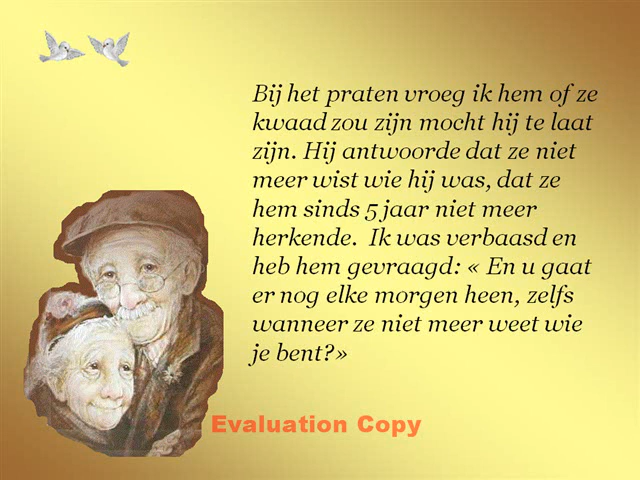 Bij het praten vroeg ik hem of ze
kwaad zou zijn mocht hij te laat
zijn. Hij antwoorde dat ze niet
meer wist wie hij was, dat ze
hem sinds 5 jaar niet meer
herkende.  Ik was verbaasd en
heb hem gevraagd: « En u gaat
er nog elke morgen heen, zelfs
wanneer ze niet meer weet wie
je bent?»
Evaluation Copy